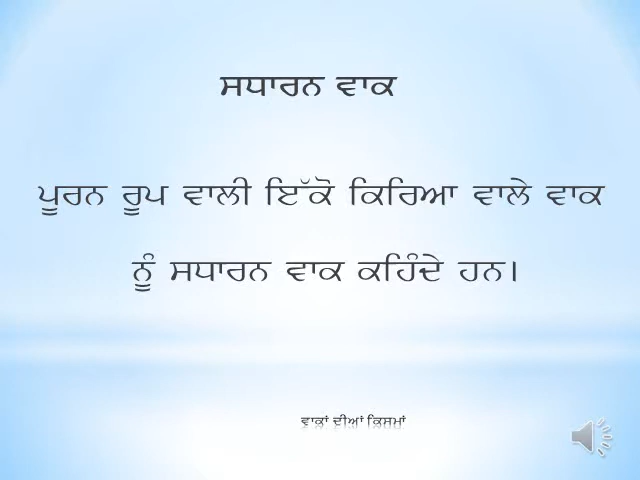 ਸਧਾਰਨ ਵਾਕ
ਪੂਰਨ ਰੂਪ ਵਾਲੀ ਇੱਕੋ ਕਿਰਿਆ ਵਾਲੇ ਵਾਕ
ਨੂੰ ਸਧਾਰਨ ਵਾਕ ਕਹਿੰਦੇ ਹਨ।
ਵਾਕਾਂ ਦੀਆਂ ਕਿਸਮਾਂ